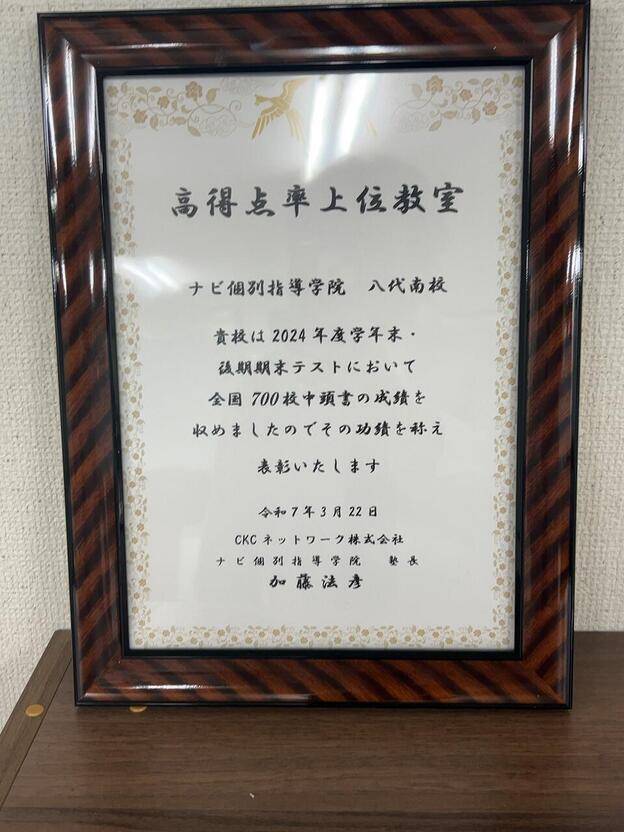 高得点率上位教室
ナビ個別指導学院 八代南校
貴校は2024年度学年末・
後期期末テストにおいて
全国700校中頭書の成績を
収めましたのでその功績を称え
表彰いたします
令和7年3月22日
CKCネットワーク株式会社
ナビ個別指導学院 塾長
加藤法彦